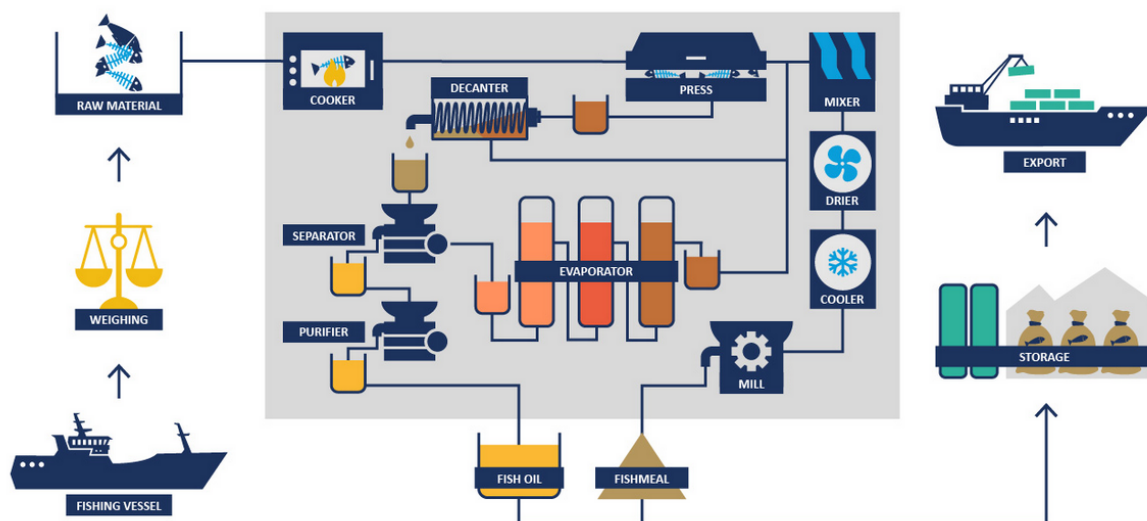 RAW MATERIAL
COOKER
DECANTER
PRESS
MIXER
EXPORT
DRIER
SEPARATOR
EVAPORATOR
COOLER
WEIGHING
PURIFIER
MILL
STORAGE
FISH OIL
FISHMEAL
FISHING VESSEL